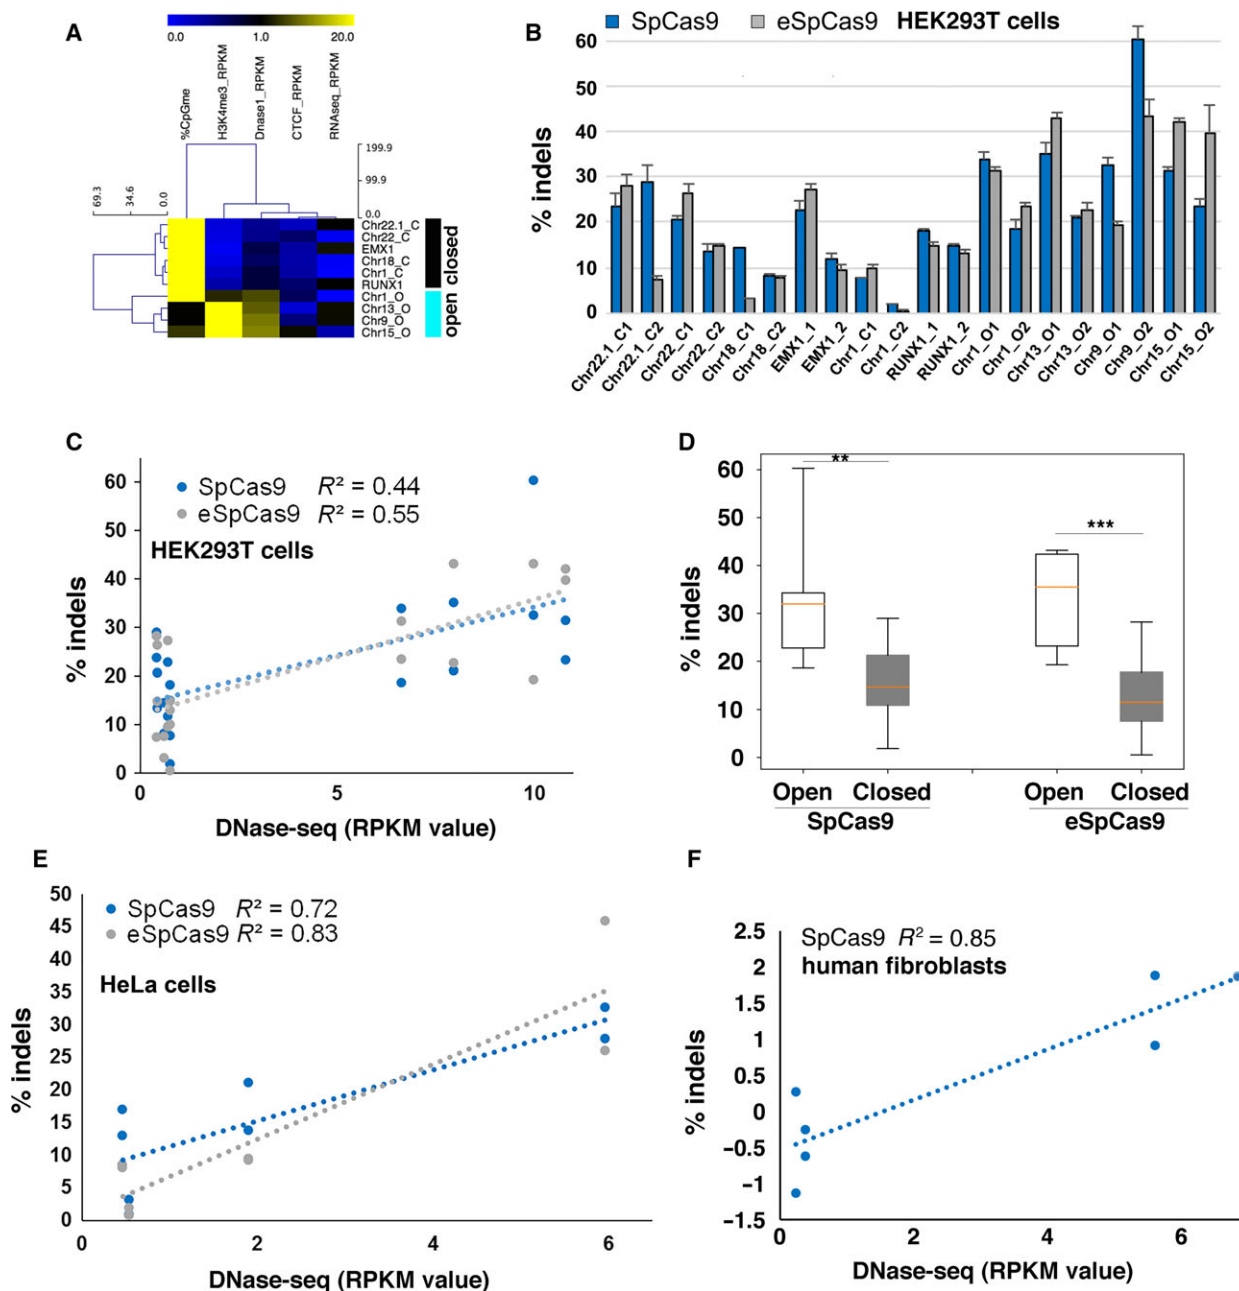 A
0.0 1.0 20.0
%CpGme
H3K4me3_RPKM
Dnase1_RPKM
CTCF_RPKM
RNAseq_RPKM
199.9
99.9
0.0
69.3
34.6
0.0
Chr22.1_C
Chr22_C
EMX1
Chr18_C
Chr1_C
RUNX1
Chr1_O
Chr13_O
Chr9_O
Chr15_O
closed
open
B
SpCas9 eSpCas9 HEK293T cells
% indels
60
50
40
30
20
10
0
Chr22.1_C1
Chr22.1_C2
Chr22_C1
Chr22_C2
Chr18_C1
Chr18_C2
EMX1_1
EMX1_2
Chr1_C1
Chr1_C2
RUNX1_1
RUNX1_2
Chr1_O1
Chr1_O2
Chr13_O1
Chr13_O2
Chr9_O1
Chr9_O2
Chr15_O1
Chr15_O2
C
SpCas9 R² = 0.44
eSpCas9 R² = 0.55
HEK293T cells
% indels
60
50
40
30
20
10
0
0 5 10
DNase-seq (RPKM value)
D
% indels
60
50
40
30
20
10
0
**
***
Open Closed Open Closed
SpCas9 eSpCas9
E
SpCas9 R² = 0.72
eSpCas9 R² = 0.83
HeLa cells
% indels
50
45
40
35
30
25
20
15
10
5
0
0 2 4 6
DNase-seq (RPKM value)
F
SpCas9 R² = 0.85
human fibroblasts
% indels
2.5
2
1.5
1
0.5
0
−0.5
−1
−1.5
0 2 4 6
DNase-seq (RPKM value)